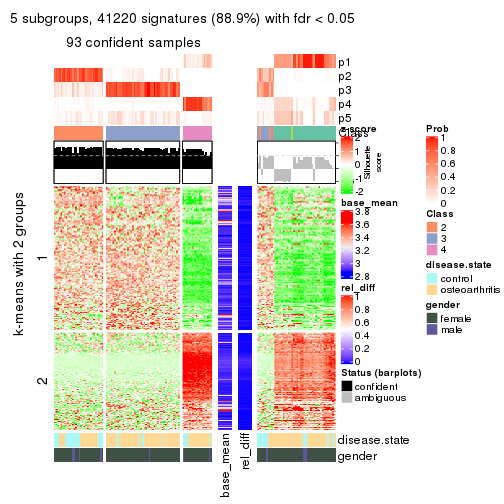 5 subgroups, 41220 signatures (88.9%) with fdr < 0.05
93 confident samples
p1
p2
p3
p4
p5
Class
z-score
2
1
0
-1
-2
Silhouette
score
k-means with 2 groups
1
2
base_mean
3.8
3.6
3.4
3.2
3
2.8
rel_diff
1
0.8
0.6
0.4
0.2
0
Status (barplots)
confident
ambiguous
Prob
1
0.8
0.6
0.4
0.2
0
Class
2
3
4
disease.state
control
osteoarthritis
gender
female
male
disease.state
gender
base_mean
rel_diff